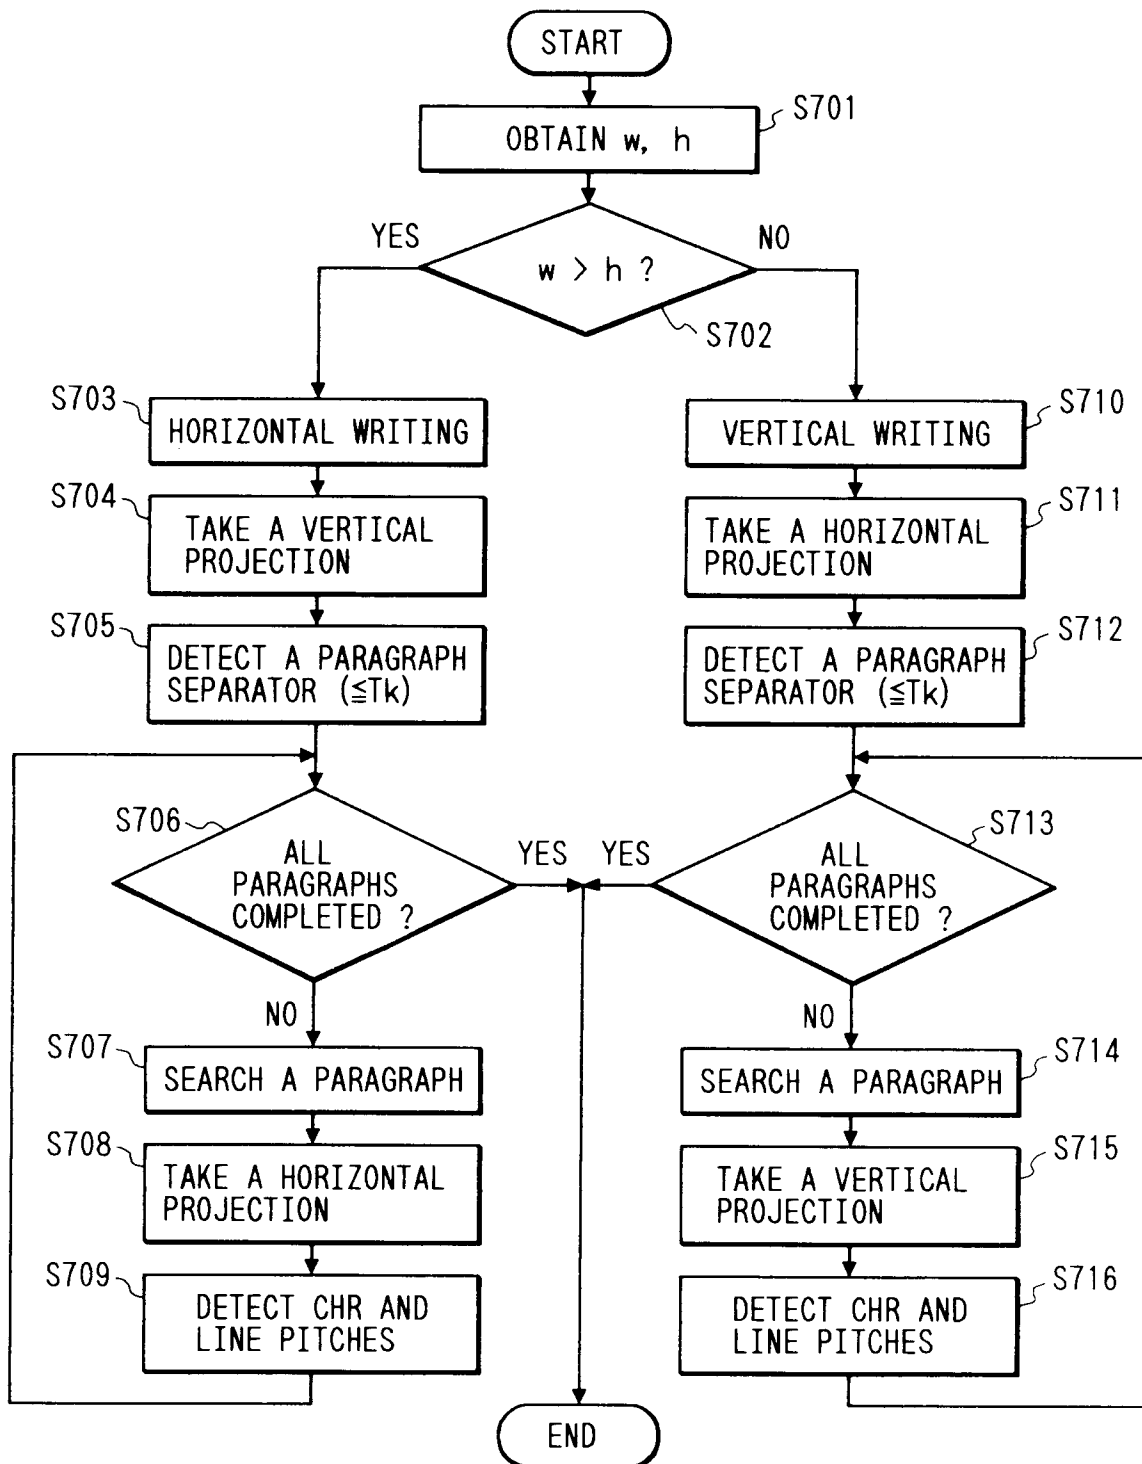 START
S701
OBTAIN w, h
YES
NO
w > h ?
S702
S703
HORIZONTAL WRITING
S704
TAKE A VERTICAL
PROJECTION
S705
DETECT A PARAGRAPH
SEPARATOR (≦Tk)
S706
ALL
PARAGRAPHS
COMPLETED ?
YES
NO
S707
SEARCH A PARAGRAPH
S708
TAKE A HORIZONTAL
PROJECTION
S709
DETECT CHR AND
LINE PITCHES
S710
VERTICAL WRITING
S711
TAKE A HORIZONTAL
PROJECTION
S712
DETECT A PARAGRAPH
SEPARATOR (≦Tk)
S713
YES
ALL
PARAGRAPHS
COMPLETED ?
NO
S714
SEARCH A PARAGRAPH
S715
TAKE A VERTICAL
PROJECTION
S716
DETECT CHR AND
LINE PITCHES
END